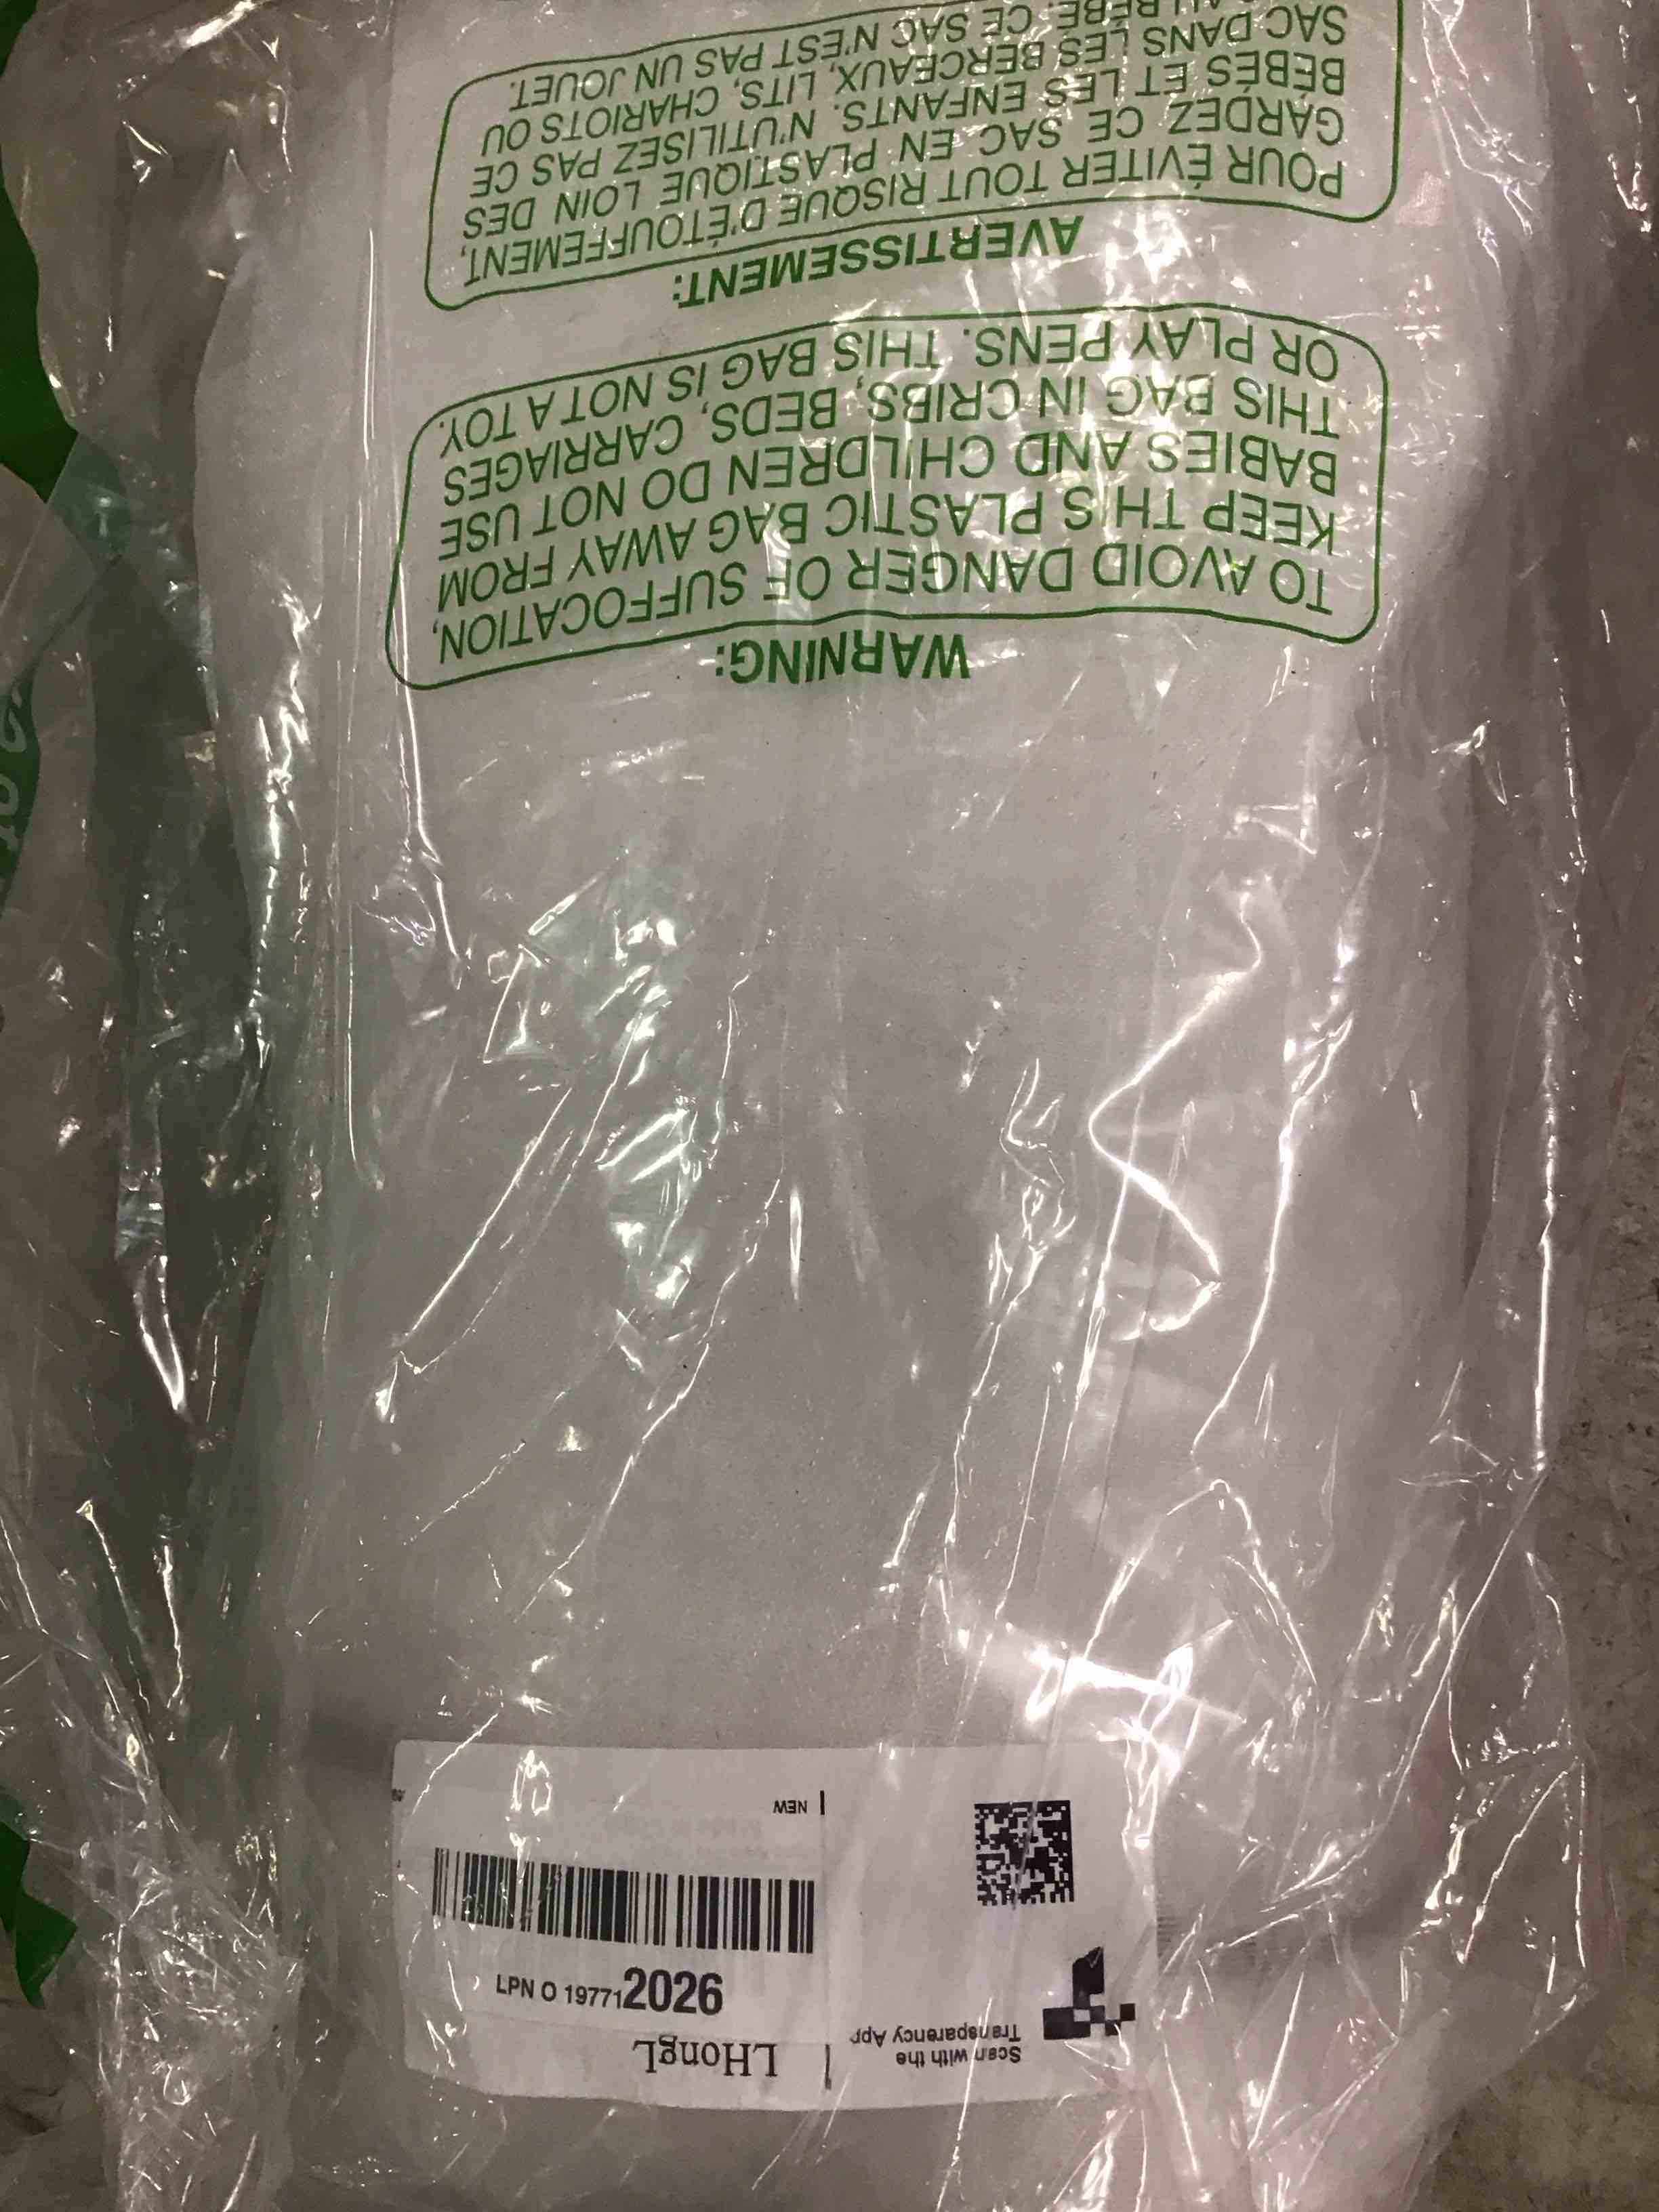 Scan with the
Transparency App
LHongL
NEW
LPN O 197712026
WARNING:
TO AVOID DANGER OF SUFFOCATION,
KEEP THIS PLASTIC BAG AWAY FROM
BABIES AND CHILDREN DO NOT USE
THIS BAG IN CRIBS, BEDS, CARRIAGES
OR PLAY PENS. THIS BAG IS NOT A TOY.
AVERTISSEMENT:
POUR ÉVITER TOUT RISQUE D'ÉTOUFFEMENT,
GARDEZ CE SAC EN PLASTIQUE LOIN DES
BÉBÉS ET LES ENFANTS. N'UTILISEZ PAS CE
SAC DANS LES BERCEAUX, LITS, CHARIOTS OU
BÉBÉ. CE SAC N'EST PAS UN JOUET.